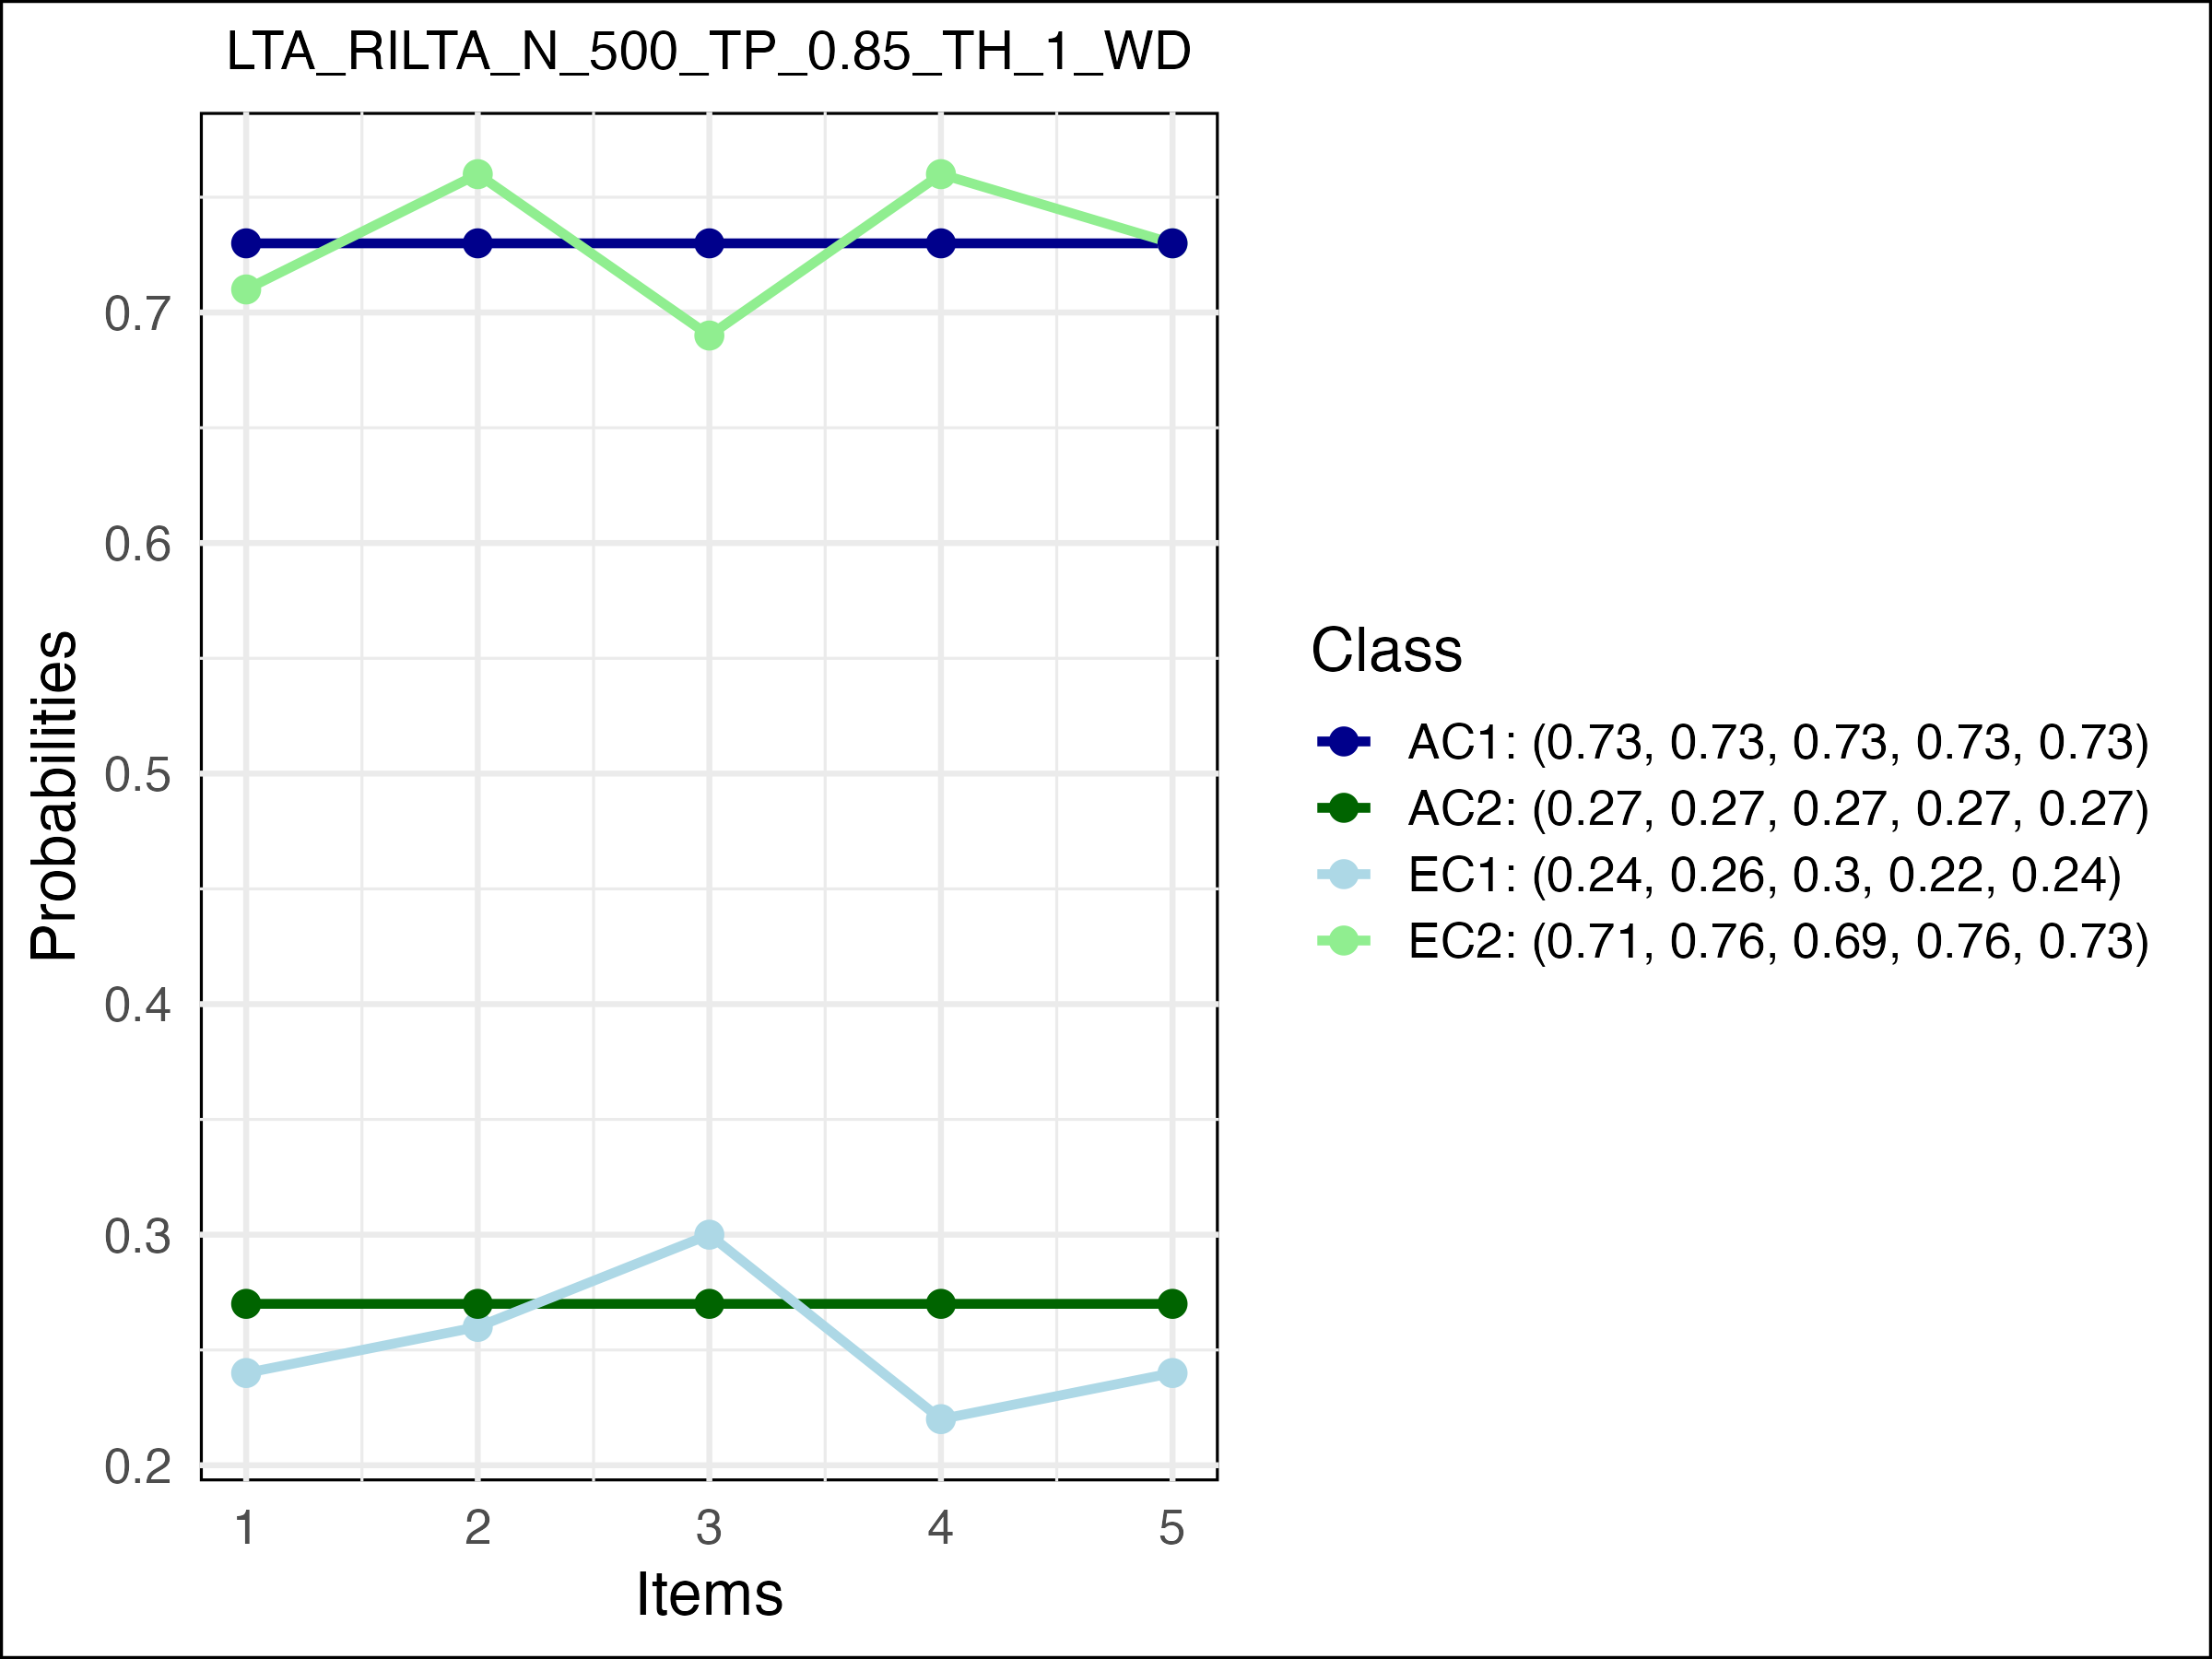 LTA_RILTA_N_500_TP_0.85_TH_1_WD
Probabilities
0.7
0.6
0.5
0.4
0.3
0.2
1 2 3 4 5
Items
Class
AC1: (0.73, 0.73, 0.73, 0.73, 0.73)
AC2: (0.27, 0.27, 0.27, 0.27, 0.27)
EC1: (0.24, 0.26, 0.3, 0.22, 0.24)
EC2: (0.71, 0.76, 0.69, 0.76, 0.73)